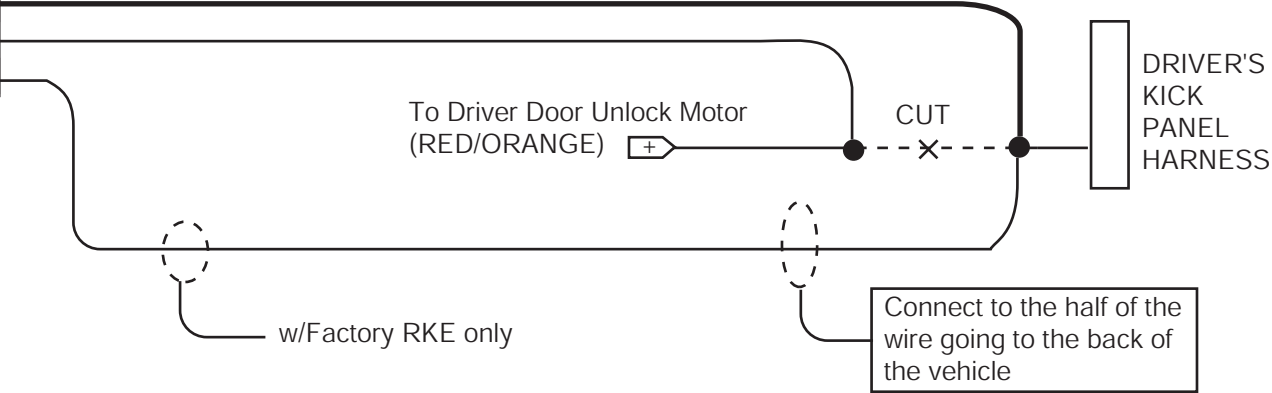 To Driver Door Unlock Motor
(RED/ORANGE)
+
CUT
DRIVER'S
KICK
PANEL
HARNESS
w/Factory RKE only
Connect to the half of the
wire going to the back of
the vehicle